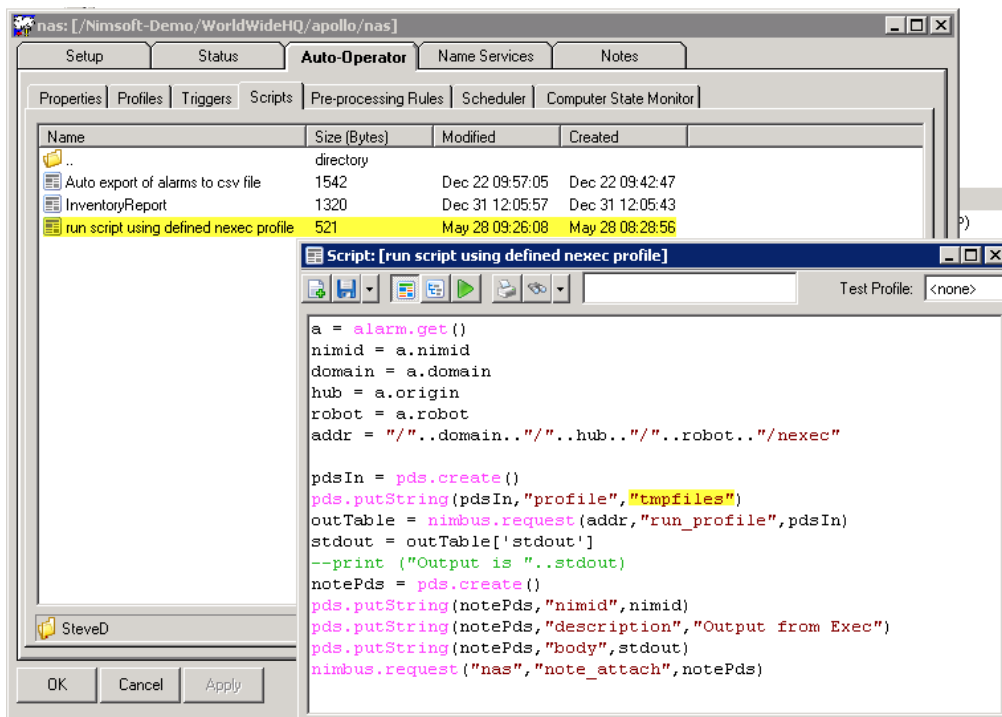 nas: [/Nimsoft-Demo/WorldWideHQ/apollo/nas]
Setup Status Auto-Operator Name Services Notes
Properties Profiles Triggers Scripts Pre-processing Rules Scheduler Computer State Monitor
Name Size (Bytes) Modified Created
.. directory
Auto export of alarms to csv file 1542 Dec 22 09:57:05 Dec 22 09:42:47
InventoryReport 1320 Dec 31 12:05:57 Dec 31 12:05:43
run script using defined nexec profile 521 May 28 09:26:08 May 28 08:28:56
Script: [run script using defined nexec profile]
Test Profile: <none>
a = alarm.get()
nimid = a.nimid
domain = a.domain
hub = a.origin
robot = a.robot
addr = "/"..domain.."/"..hub.."/"..robot.."/nexec"
pdsIn = pds.create()
pds.putString(pdsIn,"profile","tmpfiles")
outTable = nimbus.request(addr,"run_profile",pdsIn)
stdout = outTable['stdout']
--print ("Output is "..stdout)
notePds = pds.create()
pds.putString(notePds,"nimid",nimid)
pds.putString(notePds,"description","Output from Exec")
pds.putString(notePds,"body",stdout)
nimbus.request("nas","note_attach",notePds)
SteveD
OK Cancel Apply